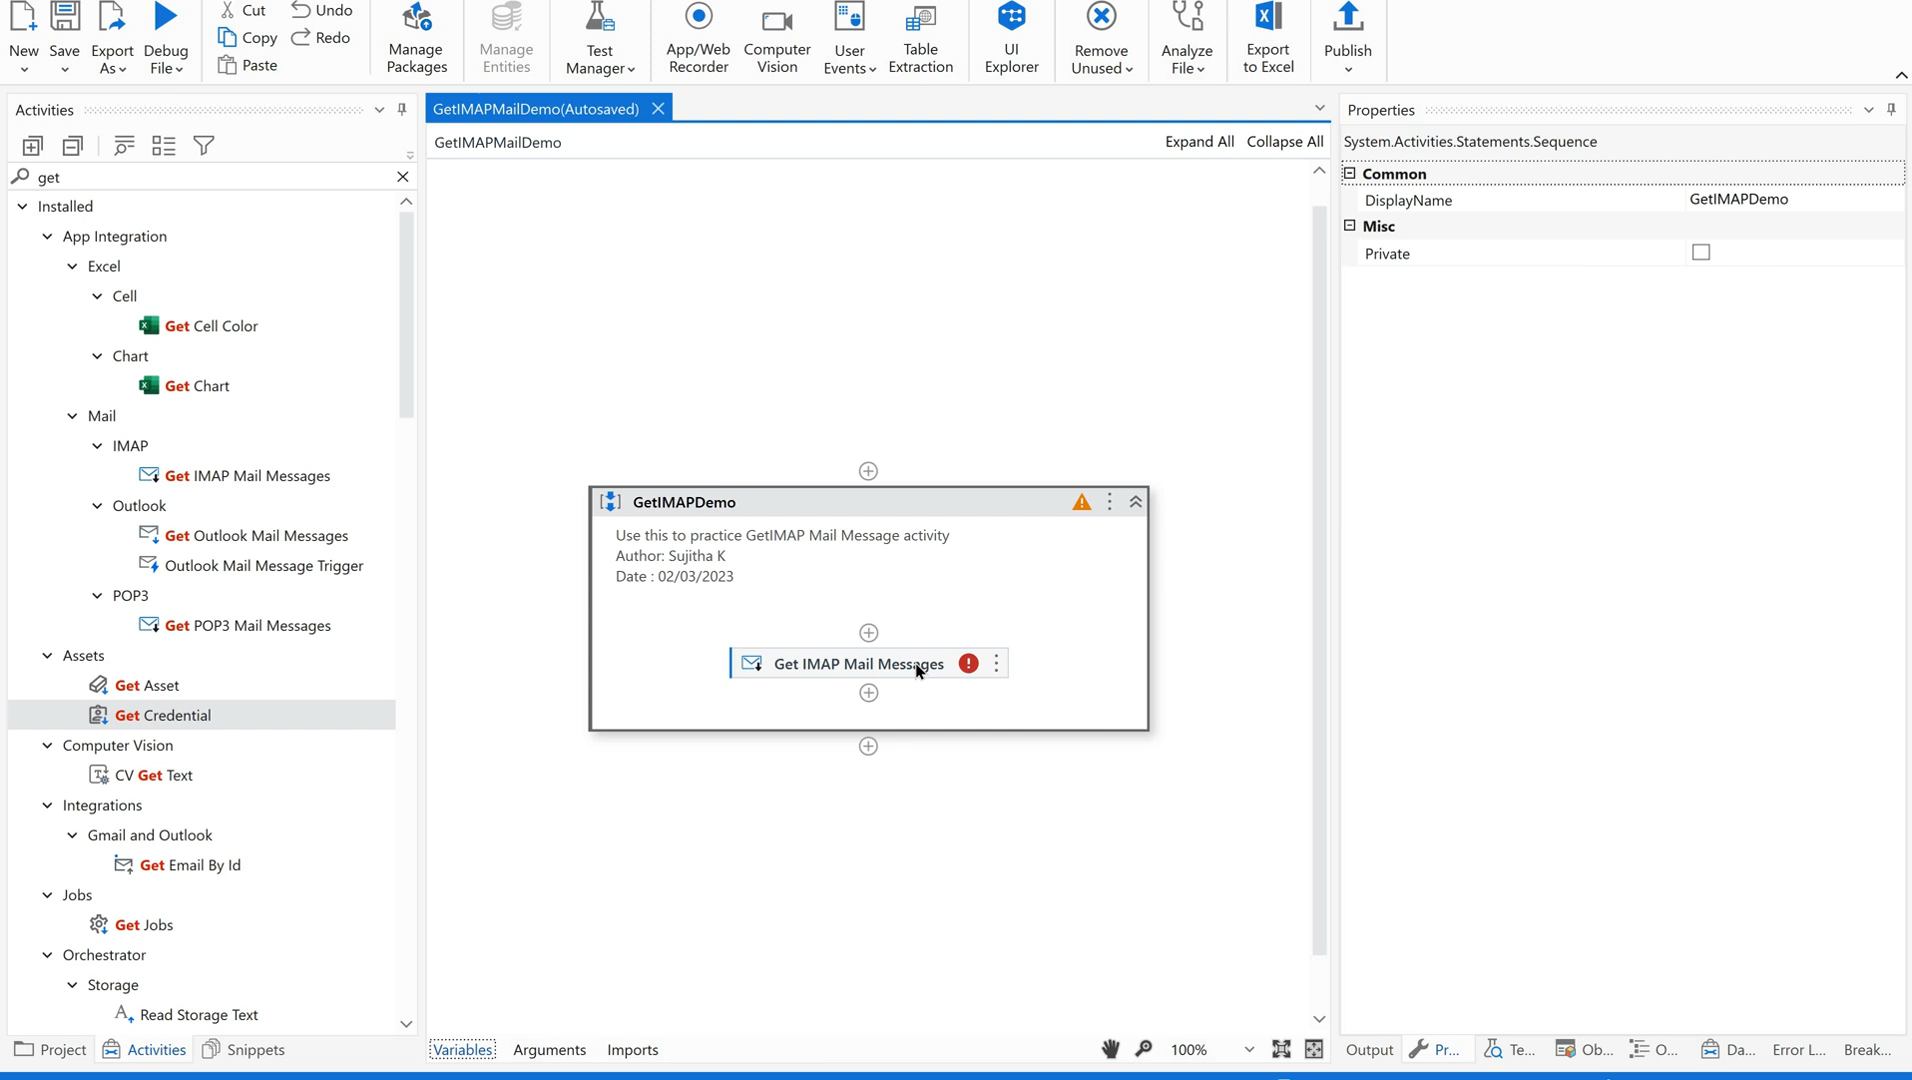 New
Save
Export As
Debug File
Cut
Copy
Paste
Undo
Redo
Manage Packages
Manage Entities
Test Manager
App/Web Recorder
Computer Vision
User Events
Table Extraction
UI Explorer
Remove Unused
Analyze File
Export to Excel
Publish
Activities
get
Installed
App Integration
Excel
Cell
Get Cell Color
Chart
Get Chart
Mail
IMAP
Get IMAP Mail Messages
Outlook
Get Outlook Mail Messages
Outlook Mail Message Trigger
POP3
Get POP3 Mail Messages
Assets
Get Asset
Get Credential
Computer Vision
CV Get Text
Integrations
Gmail and Outlook
Get Email By Id
Jobs
Get Jobs
Orchestrator
Storage
Read Storage Text
Project
Activities
Snippets
GetIMAPMailDemo(Autosaved)
GetIMAPMailDemo
Expand All
Collapse All
GetIMAPDemo
Use this to practice GetIMAP Mail Message activity
Author: Sujitha K
Date : 02/03/2023
Get IMAP Mail Messages
Variables
Arguments
Imports
100%
Properties
System.Activities.Statements.Sequence
Common
DisplayName
GetIMAPDemo
Misc
Private
Output
Pr...
Te...
Ob...
O...
Da...
Error L...
Break...